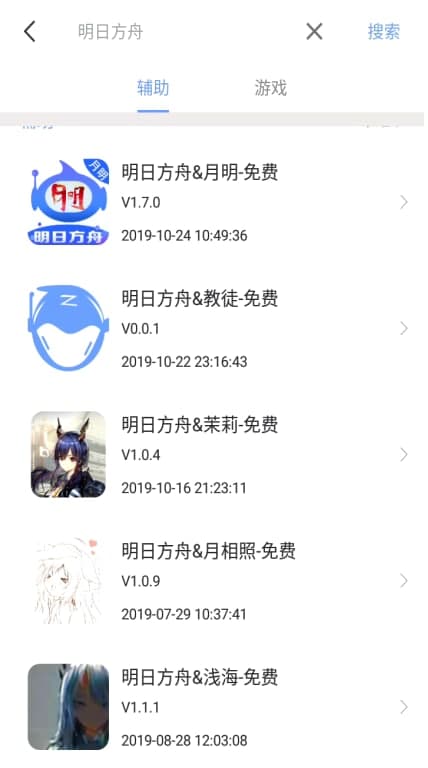 明日方舟
搜索
辅助
游戏
月明
月明
明日方舟
明日方舟&月明-免费
V1.7.0
2019-10-24 10:49:36
明日方舟&教徒-免费
V0.0.1
2019-10-22 23:16:43
明日方舟&茉莉-免费
V1.0.4
2019-10-16 21:23:11
明日方舟&月相照-免费
V1.0.9
2019-07-29 10:37:41
明日方舟&浅海-免费
V1.1.1
2019-08-28 12:03:08